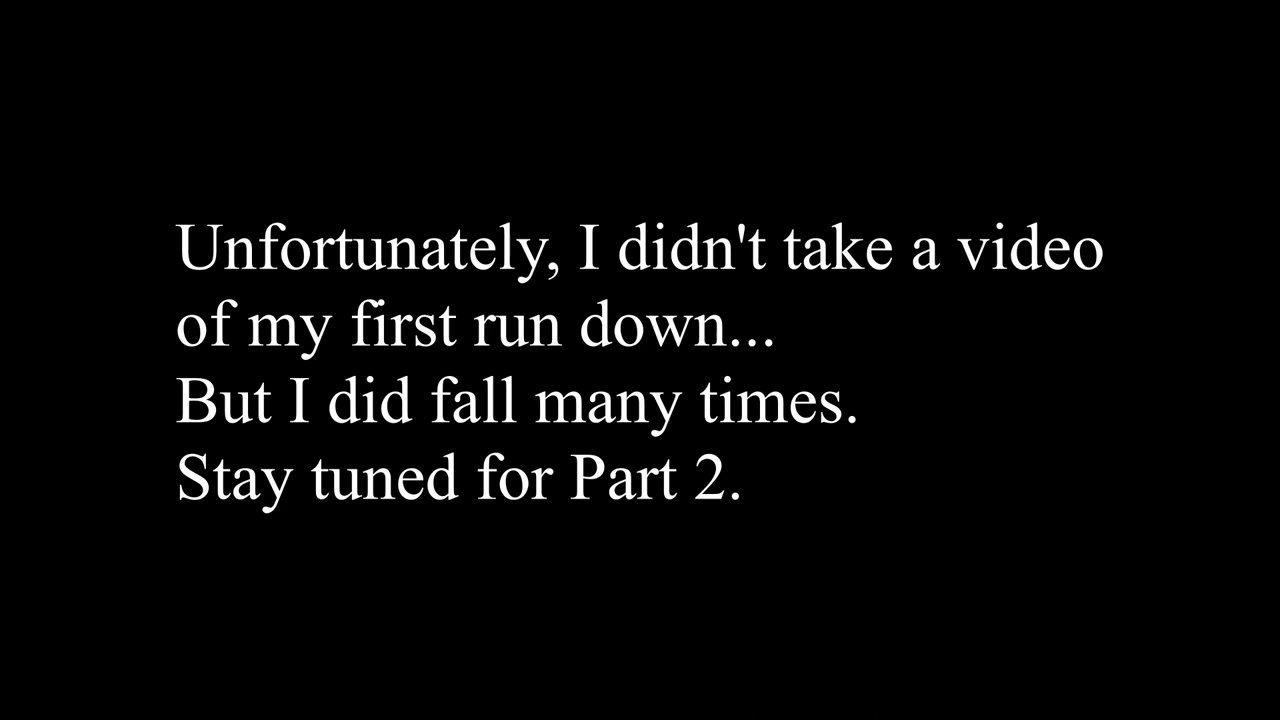 Unfortunately, I didn't take a video
of my first run down...
But I did fall many times.
Stay tuned for Part 2.